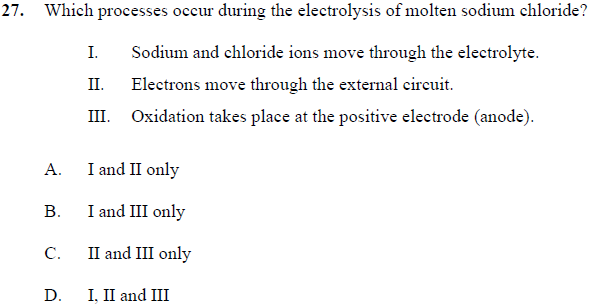 27. Which processes occur during the electrolysis of molten sodium chloride?
I. Sodium and chloride ions move through the electrolyte.
II. Electrons move through the external circuit.
III. Oxidation takes place at the positive electrode (anode).
A. I and II only
B. I and III only
C. II and III only
D. I, II and III